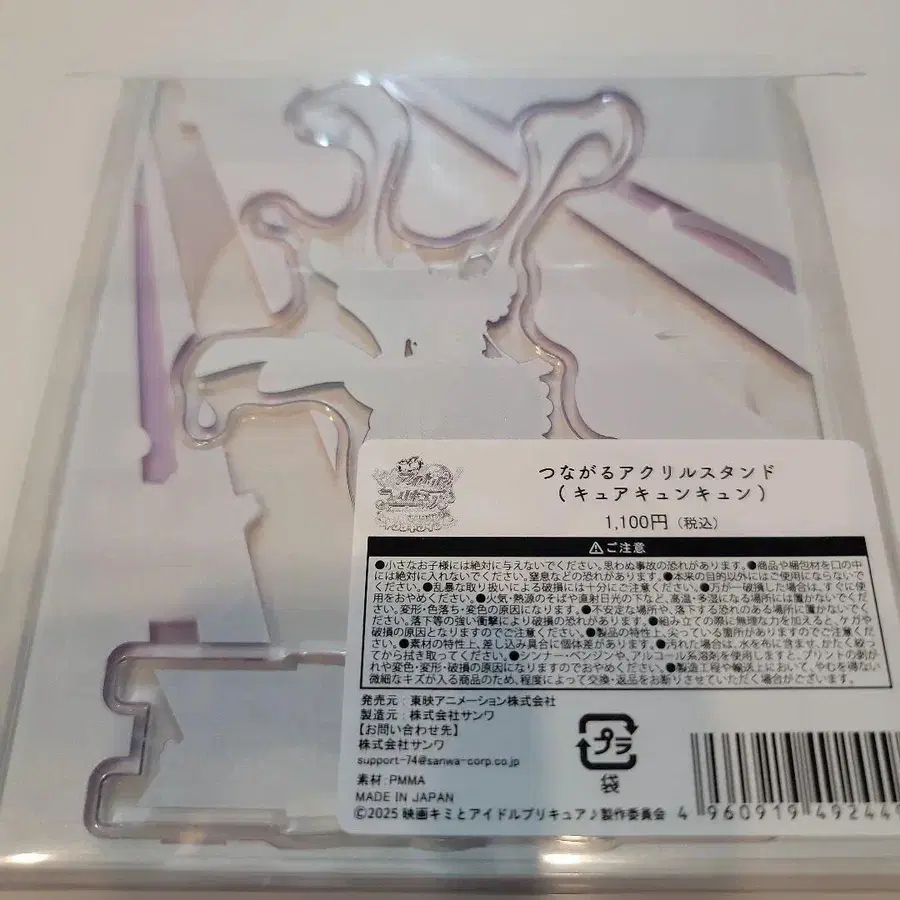 つながるアクリルスタンド
（キュアキュンキュン）
1,100円（税込）
⚠ご注意
●小さなお子様には絶対に与えないでください。思わぬ事故の恐れがあります。●商品や梱包材を口の中
には絶対に入れないでください。窒息などの恐れがあります。●本来の目的以外にはご使用にならないで
ください。●乱暴な取り扱いによる破損には十分にご注意ください。●万が一破損した場合は、すぐに使
用をおやめください。●火気・熱源のそばや直射日光の下など、高温・多湿になる場所には置かないでくだ
さい。変形・色落ち・変色の原因になります。●不安定な場所や、落下する恐れのある場所に置かないでく
ださい。落下等の強い衝撃により破損の恐れがあります。●組み立ての際に無理な力を加えると、ケガや
破損の原因となりますのでご注意ください。●製品の特性上、尖っている箇所がありますのでご注意くだ
さい。●素材の特性上、差し込み具合に個体差があります。●汚れた場合は、水を布に含ませ、かたく絞っ
てから拭き取ってください。●シンナー・ベンジンや、アルコール系溶剤を使用しますと、プリントの剥が
れや変色・変形・破損の原因になりますのでおやめください。●製造工程や輸送上において、やむを得ない
微細なキズが入る商品のため、程度によって交換・返品をお断りさせていただく場合がございます。
発売元：東映アニメーション株式会社
製造元：株式会社サンワ
【お問い合わせ先】
株式会社サンワ
support-74@sanwa-corp.co.jp
素材：PMMA
MADE IN JAPAN
©2025 映画キミとアイドルプリキュア♪製作委員会
プラ
袋
4 960919 492449